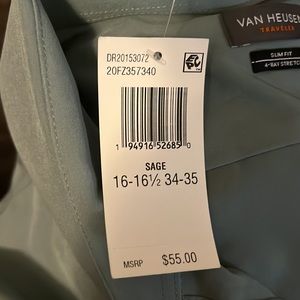 DR20153072
20FZ357340
1 94916 52685 0
SAGE
16-16½ 34-35
MSRP $55.00
VAN HEUSEN
TRAVELER
SLIM FIT
4-WAY STRETCH